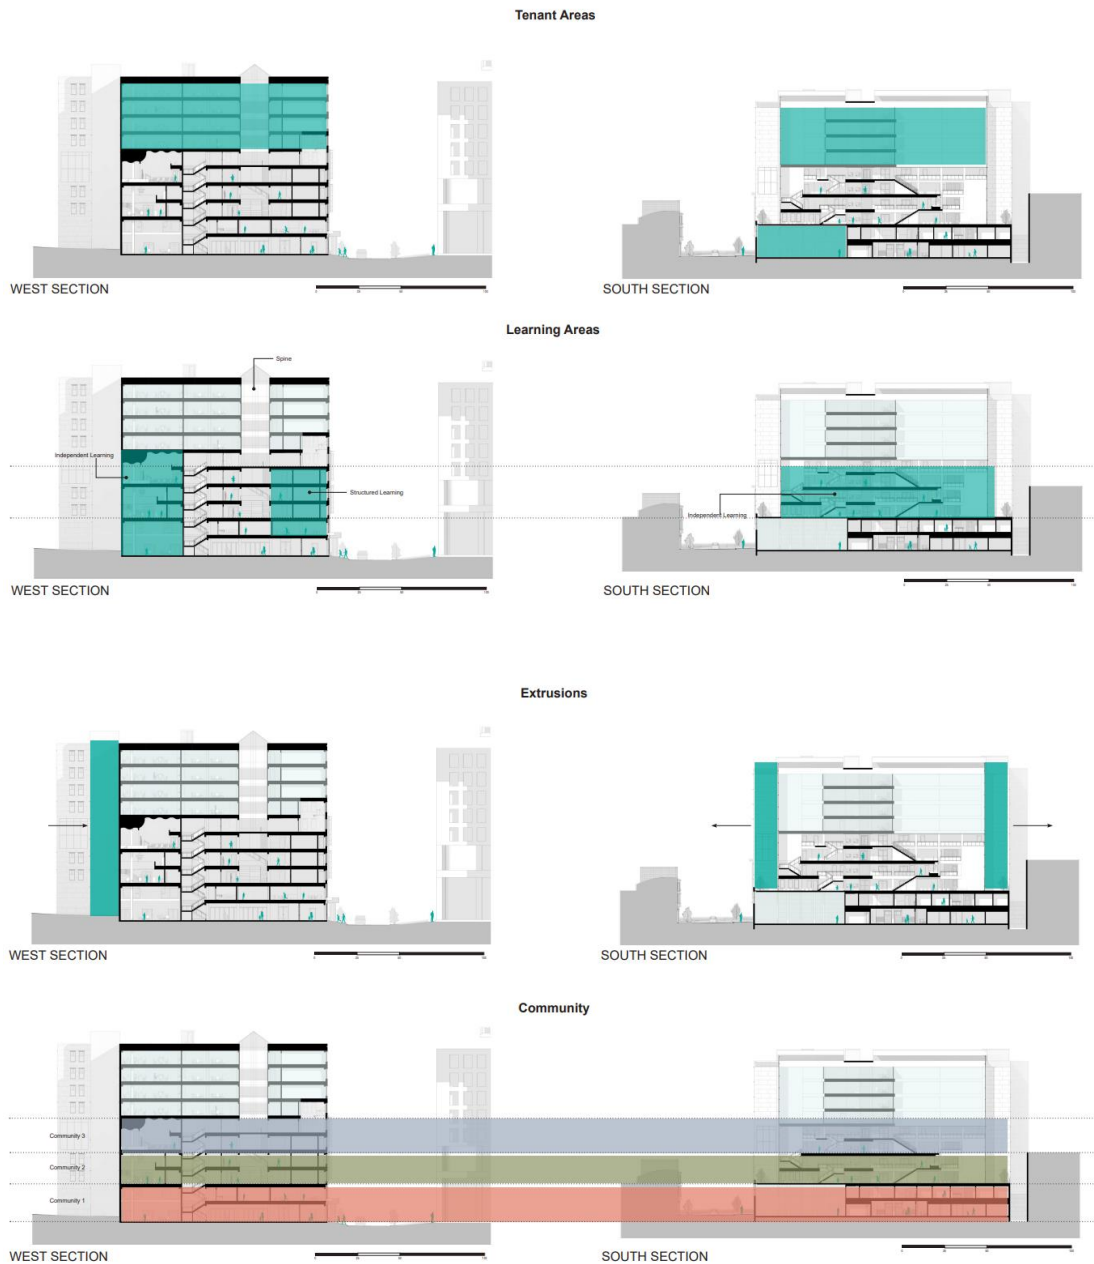 Tenant Areas
WEST SECTION
SOUTH SECTION
Learning Areas
Spine
Independent Learning
Structured Learning
Independent Learning
WEST SECTION
SOUTH SECTION
Extrusions
WEST SECTION
SOUTH SECTION
Community
Community 3
Community 2
Community 1
WEST SECTION
SOUTH SECTION